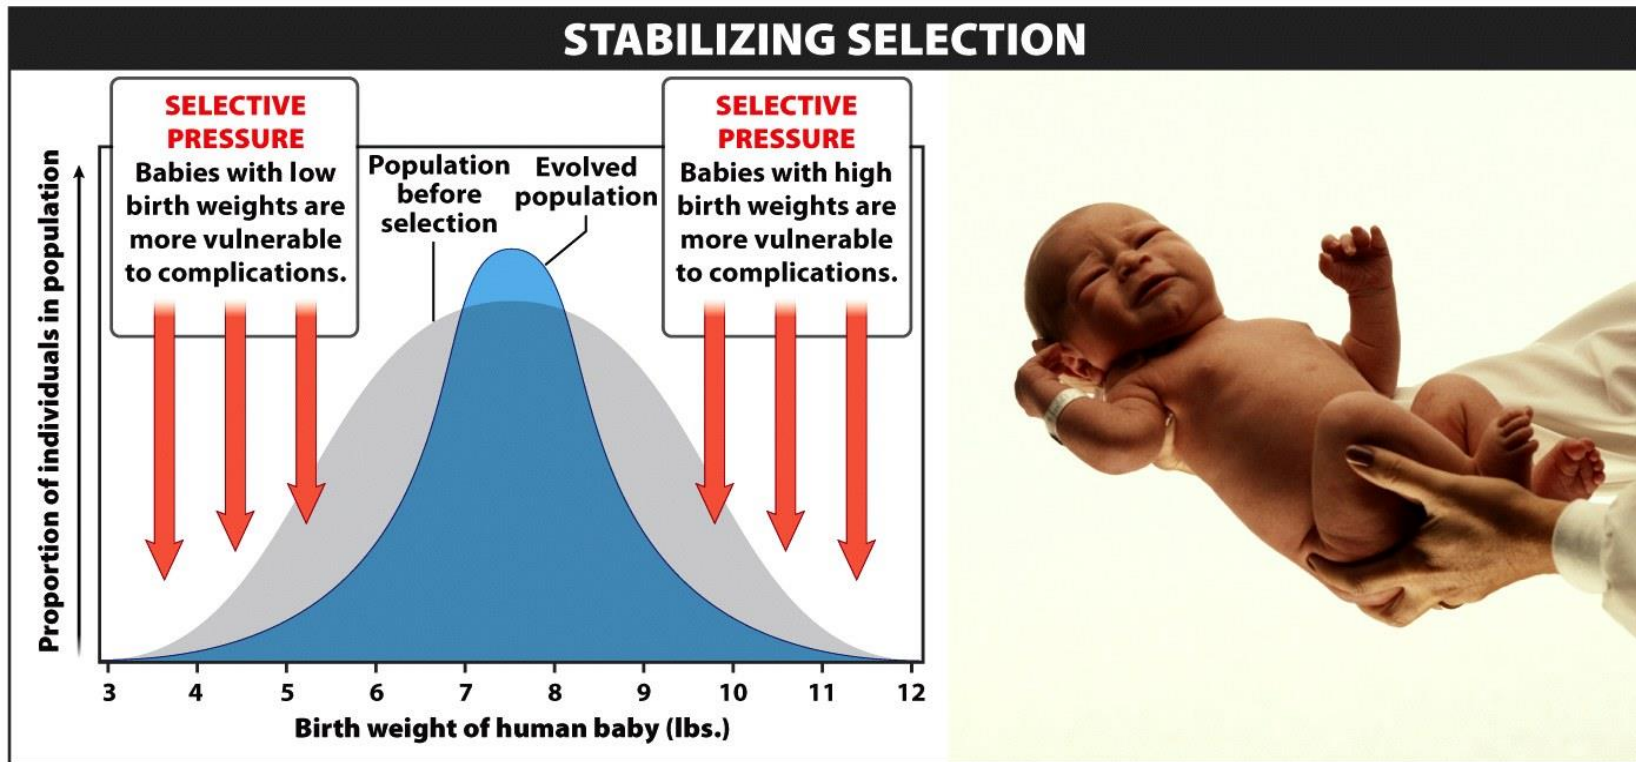 STABILIZING SELECTION
SELECTIVE
PRESSURE
Babies with low
birth weights are
more vulnerable
to complications.
Population
before
selection
Evolved
population
SELECTIVE
PRESSURE
Babies with high
birth weights are
more vulnerable
to complications.
Proportion of individuals in population
3 4 5 6 7 8 9 10 11 12
Birth weight of human baby (lbs.)